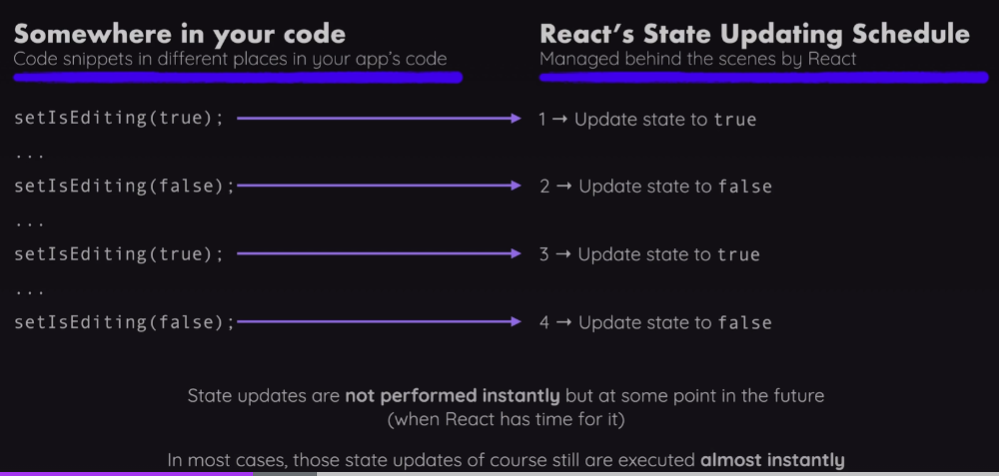 Somewhere in your code
Code snippets in different places in your app's code
React's State Updating Schedule
Managed behind the scenes by React
setIsEditing(true);
1 → Update state to true
...
setIsEditing(false);
2 → Update state to false
...
setIsEditing(true);
3 → Update state to true
...
setIsEditing(false);
4 → Update state to false
State updates are not performed instantly but at some point in the future
(when React has time for it)
In most cases, those state updates of course still are executed almost instantly